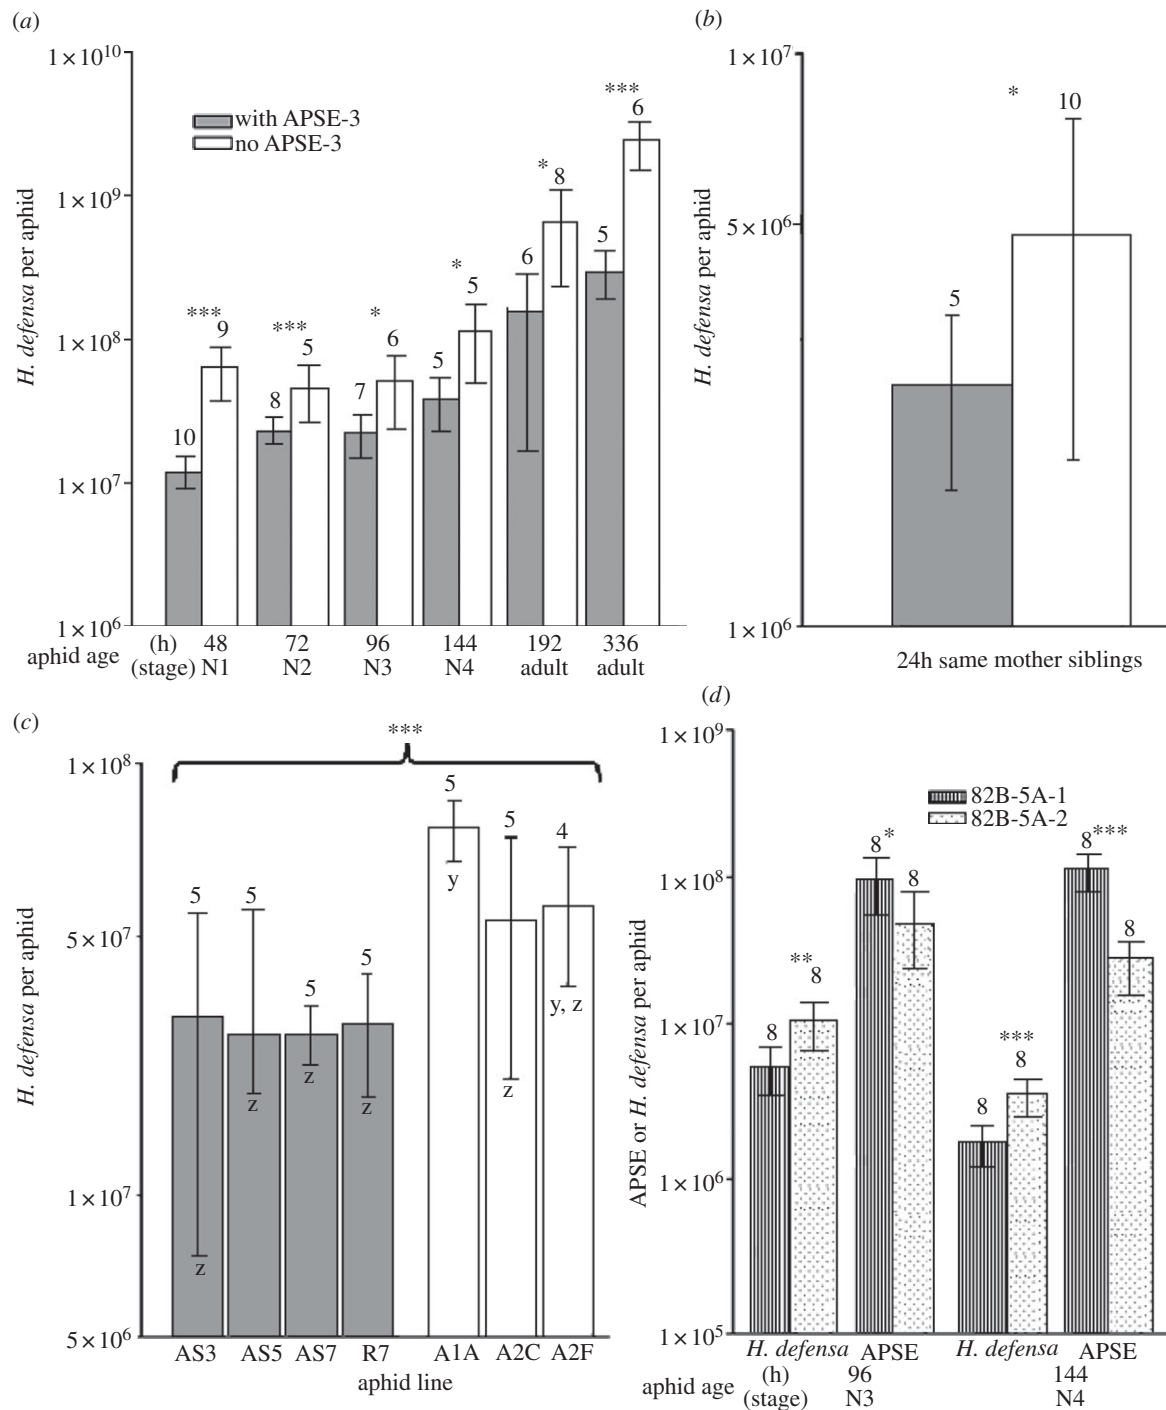 (a)
H. defensa per aphid
1×10^10
1×10^9
1×10^8
1×10^7
1×10^6
with APSE-3
no APSE-3
*** *** * * * ***
10 9 8 5 7 6 5 5 6 8 5 6
(h) 48 72 96 144 192 336
aphid age
(stage) N1 N2 N3 N4 adult adult
(b)
H. defensa per aphid
1×10^7
5×10^6
1×10^6
*
5 10
24h same mother siblings
(c)
H. defensa per aphid
1×10^8
5×10^7
1×10^7
5×10^6
***
5 5 5 5 5 5 4
z z z z y z y, z
AS3 AS5 AS7 R7 A1A A2C A2F
aphid line
(d)
APSE or H. defensa per aphid
1×10^9
1×10^8
1×10^7
1×10^6
1×10^5
82B-5A-1
82B-5A-2
** * *** ***
8 8 8 8 8 8 8 8
H. defensa APSE H. defensa APSE
(h) 96 144
aphid age
(stage) N3 N4